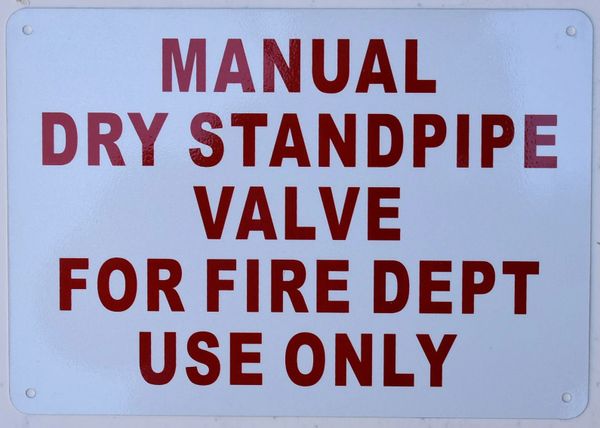 MANUAL
DRY STANDPIPE
VALVE
FOR FIRE DEPT
USE ONLY